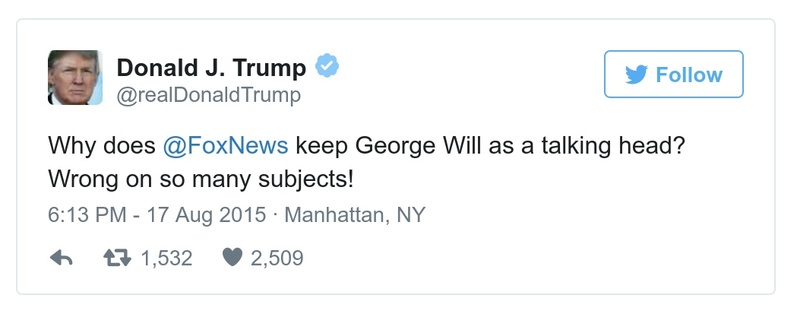 Donald J. Trump
@realDonaldTrump
Follow
Why does @FoxNews keep George Will as a talking head?
Wrong on so many subjects!
6:13 PM - 17 Aug 2015 · Manhattan, NY
1,532 2,509